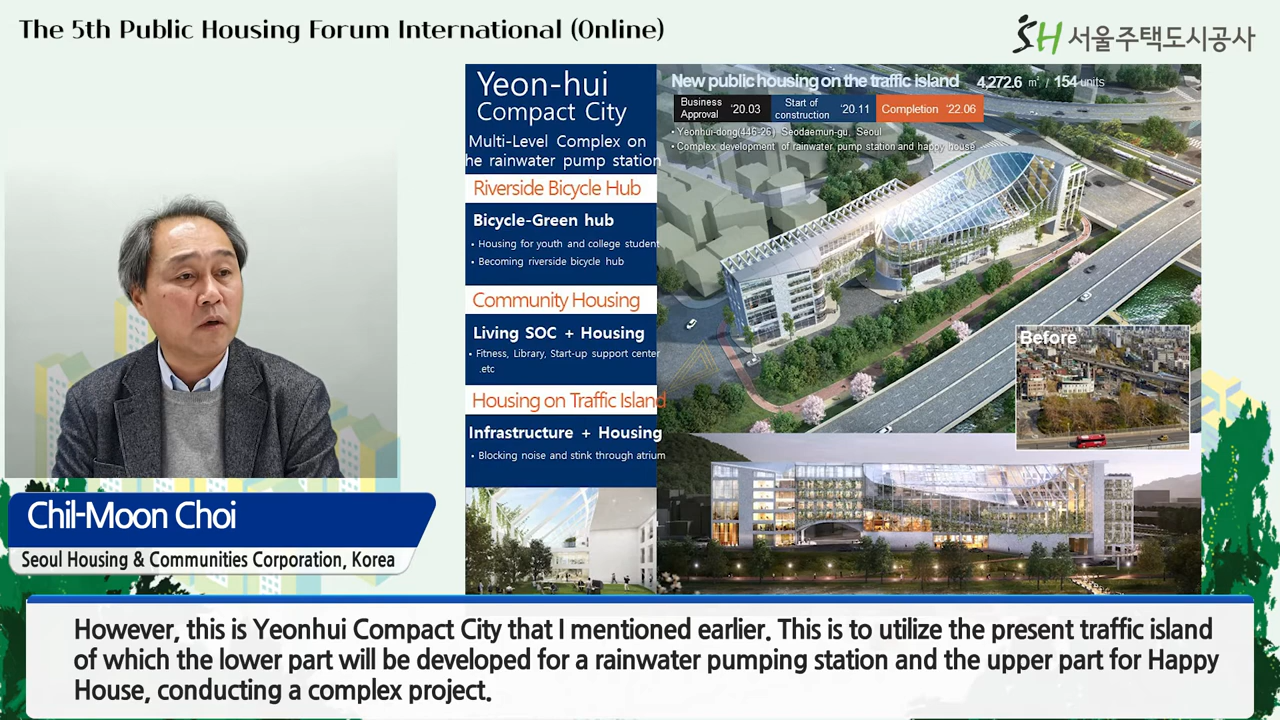 The 5th Public Housing Forum International (Online)
SH 서울주택도시공사
Yeon-hui
Compact City
Multi-Level Complex on
he rainwater pump station
Riverside Bicycle Hub
Bicycle-Green hub
• Housing for youth and college student
• Becoming riverside bicycle hub
Community Housing
Living SOC + Housing
• Fitness, Library, Start-up support center
.etc
Housing on Traffic Island
Infrastructure + Housing
• Blocking noise and stink through atrium
New public housing on the traffic island 4,272.6 ㎡ / 154 units
Business Approval '20.03
Start of construction '20.11
Completion '22.06
• Yeonhui-dong(446-26) Seodaemun-gu, Seoul
• Complex development of rainwater pump station and happy house
Before
Chil-Moon Choi
Seoul Housing & Communities Corporation, Korea
However, this is Yeonhui Compact City that I mentioned earlier. This is to utilize the present traffic island
of which the lower part will be developed for a rainwater pumping station and the upper part for Happy
House, conducting a complex project.